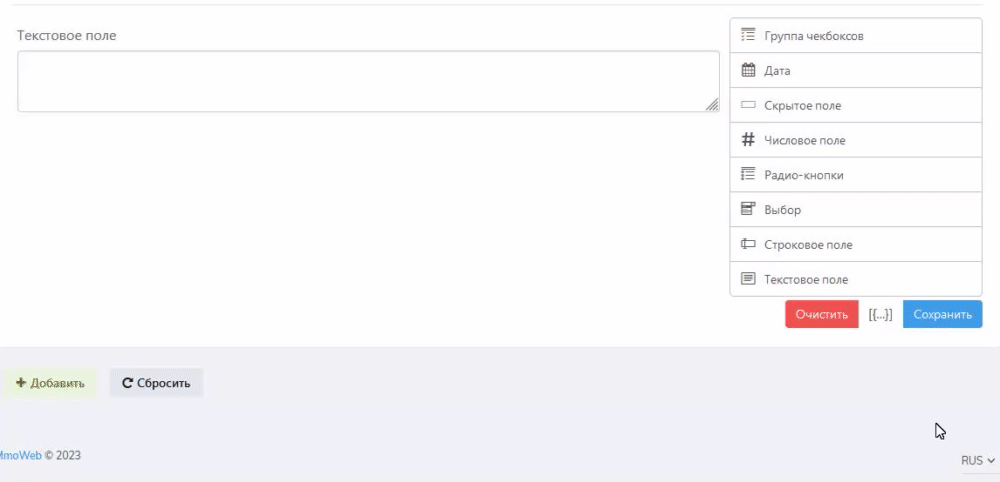 Текстовое поле
Группа чекбоксов
Дата
Скрытое поле
Числовое поле
Радио-кнопки
Выбор
Строковое поле
Текстовое поле
Очистить [{...}] Сохранить
Добавить Сбросить
MmoWeb © 2023
RUS